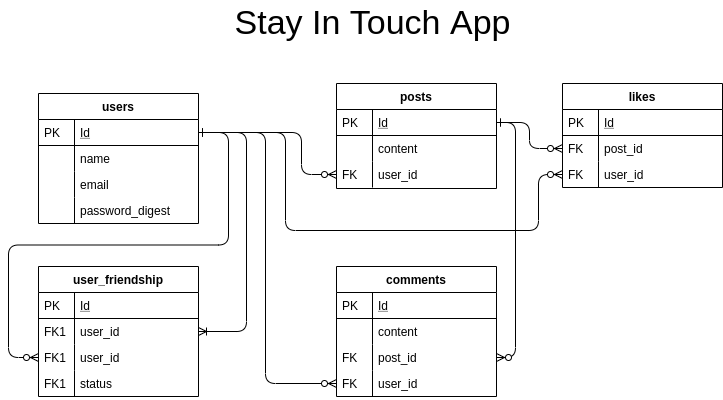 Stay In Touch App
users
PK Id
name
email
password_digest
posts
PK Id
content
FK user_id
likes
PK Id
FK post_id
FK user_id
user_friendship
PK Id
FK1 user_id
FK1 user_id
FK1 status
comments
PK Id
content
FK post_id
FK user_id